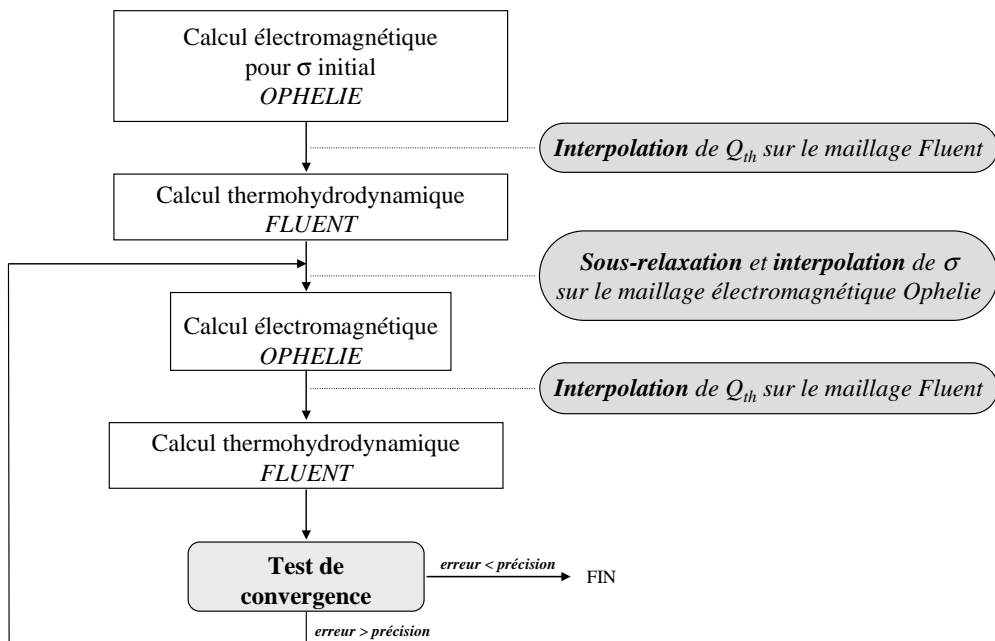 Calcul électromagnétique
pour σ initial
OPHELIE
Interpolation de Qth sur le maillage Fluent
Calcul thermohydrodynamique
FLUENT
Sous-relaxation et interpolation de σ
sur le maillage électromagnétique Ophelie
Calcul électromagnétique
OPHELIE
Interpolation de Qth sur le maillage Fluent
Calcul thermohydrodynamique
FLUENT
Test de
convergence
erreur < précision
FIN
erreur > précision